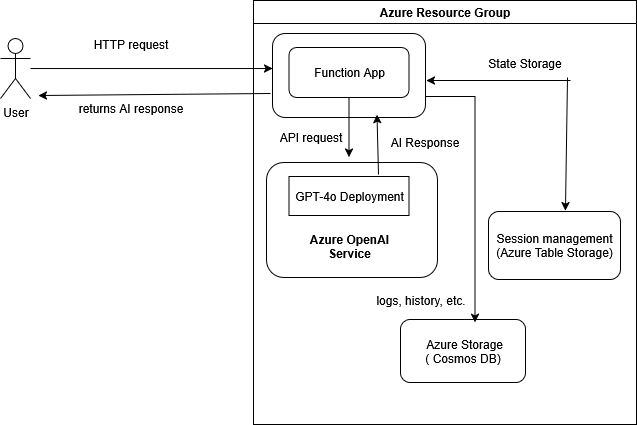 Azure Resource Group
HTTP request
Function App
State Storage
User
returns AI response
API request
AI Response
GPT-4o Deployment
Azure OpenAI
Service
Session management
(Azure Table Storage)
logs, history, etc.
Azure Storage
( Cosmos DB)